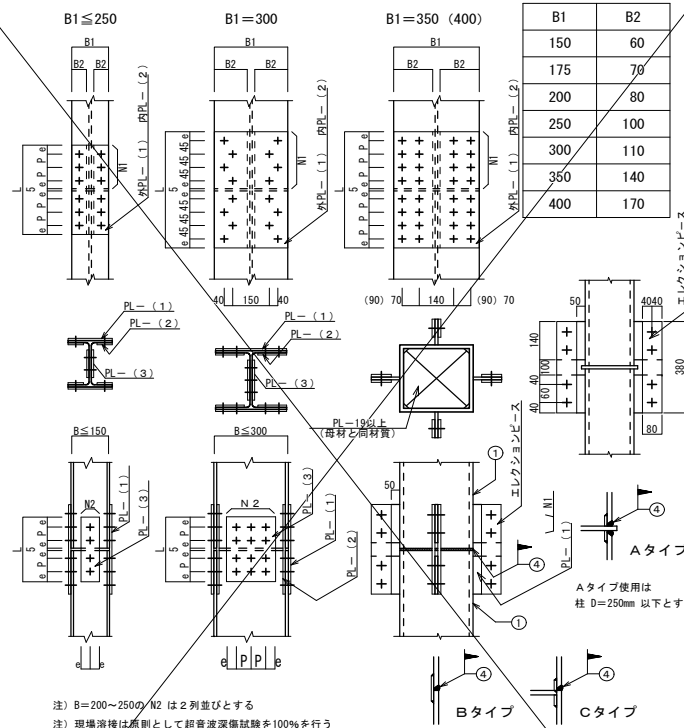 B1≦250
B1=300
B1=350 (400)
B1 B2
150 60
175 70
200 80
250 100
300 110
350 140
400 170
B1
B2 B2
内PL-(2)
外PL-(1)
N1
L
5
e P P e e P P e
B1
B2 B2
内PL-(2)
外PL-(1)
N1
L
5
e 45 45 45 e e 45 45 45 e
40 150 40
B1
B2 B2
内PL-(2)
外PL-(1)
N1
L
5
e P P e e P P e
(90) 70 140 (90) 70
PL-(1)
PL-(2)
PL-(3)
PL-(1)
PL-(2)
PL-(3)
PL-19以上
(母材と同材質)
エレクションピース
50
40 40
140
100
40
60
40
380
80
B≦150
N2
PL-(1)
PL-(3)
L
5
e P e e P e
e e
B≦300
N2
PL-(3)
PL-(1)
PL-(2)
L
5
e P e e P e
e P P e
50
エレクションピース
①
④
①
N1
PL-(1)
④
Aタイプ
Aタイプ使用は
柱 D=250mm 以下とす
④
Bタイプ
④
Cタイプ
注) B=200~250の N2 は2列並びとする
注) 現場溶接は原則として超音波深傷試験を100%を行う